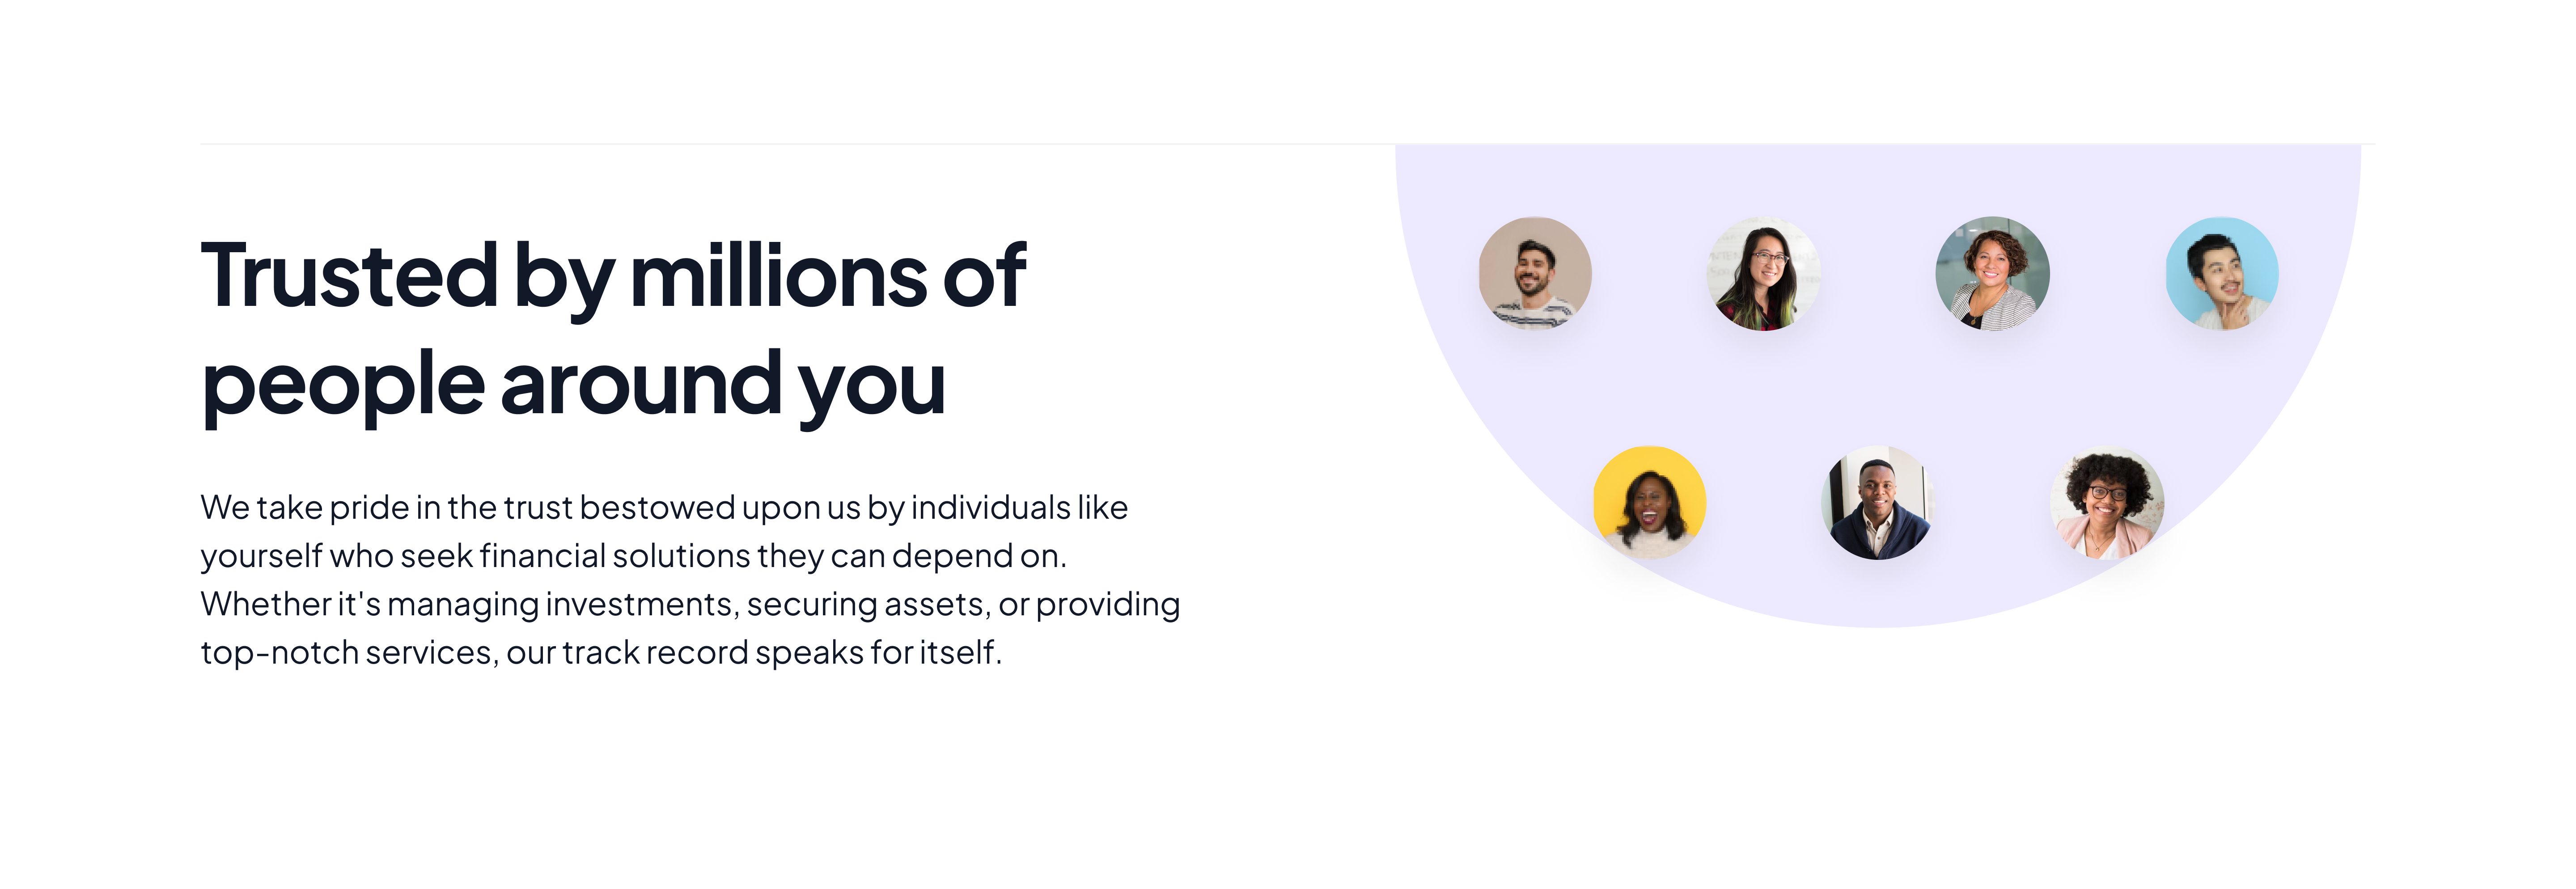 Trusted by millions of
people around you
We take pride in the trust bestowed upon us by individuals like
yourself who seek financial solutions they can depend on.
Whether it's managing investments, securing assets, or providing
top-notch services, our track record speaks for itself.